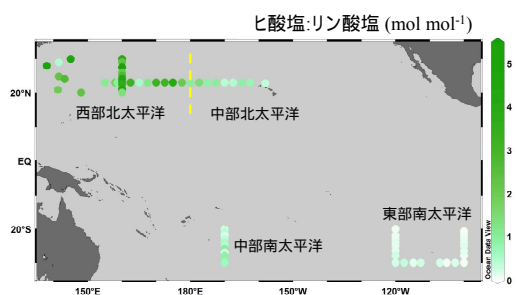 ヒ酸塩:リン酸塩 (mol mol-1)
20°N
EQ
20°S
西部北太平洋
中部北太平洋
中部南太平洋
東部南太平洋
150°E
180°E
150°W
120°W
5
4
3
2
1
0
Ocean Data View